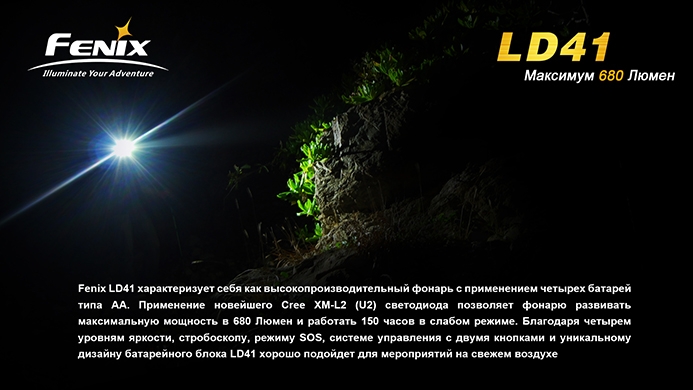 FENIX
Illuminate Your Adventure
LD41
Максимум 680 Люмен
Fenix LD41 характеризует себя как высокопроизводительный фонарь с применением четырех батарей
типа AA. Применение новейшего Cree XM-L2 (U2) светодиода позволяет фонарю развивать
максимальную мощность в 680 Люмен и работать 150 часов в слабом режиме. Благодаря четырем
уровням яркости, стробоскопу, режиму SOS, системе управления с двумя кнопками и уникальному
дизайну батарейного блока LD41 хорошо подойдет для мероприятий на свежем воздухе